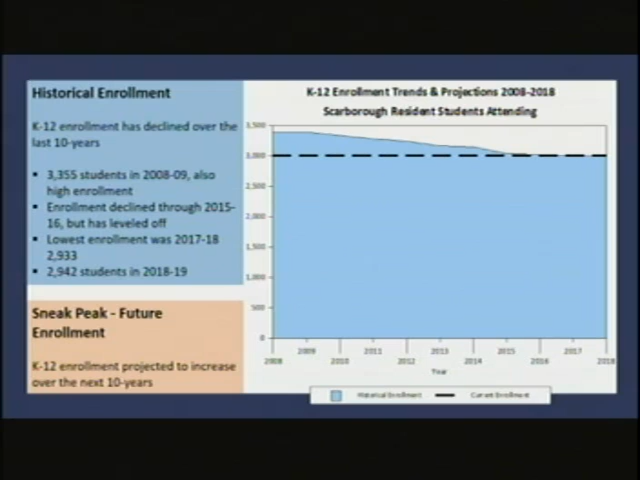 Historical Enrollment
K-12 enrollment has declined over the
last 10-years
▪ 3,355 students in 2008-09, also
high enrollment
▪ Enrollment declined through 2015-
16, but has leveled off
▪ Lowest enrollment was 2017-18
2,933
▪ 2,942 students in 2018-19
Sneak Peak - Future
Enrollment
K-12 enrollment projected to increase
over the next 10-years
K-12 Enrollment Trends & Projections 2008-2018
Scarborough Resident Students Attending
3,500
3,000
2,500
2,000
1,500
1,000
500
0
2008 2009 2010 2011 2012 2013 2014 2015 2016 2017 2018
Year
Historical Enrollment Current Enrollment